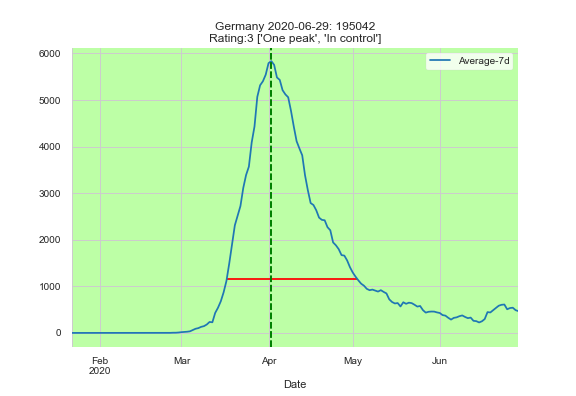 Germany 2020-06-29: 195042
Rating:3 ['One peak', 'In control']
Average-7d
6000
5000
4000
3000
2000
1000
0
Feb
2020
Mar
Apr
May
Jun
Date